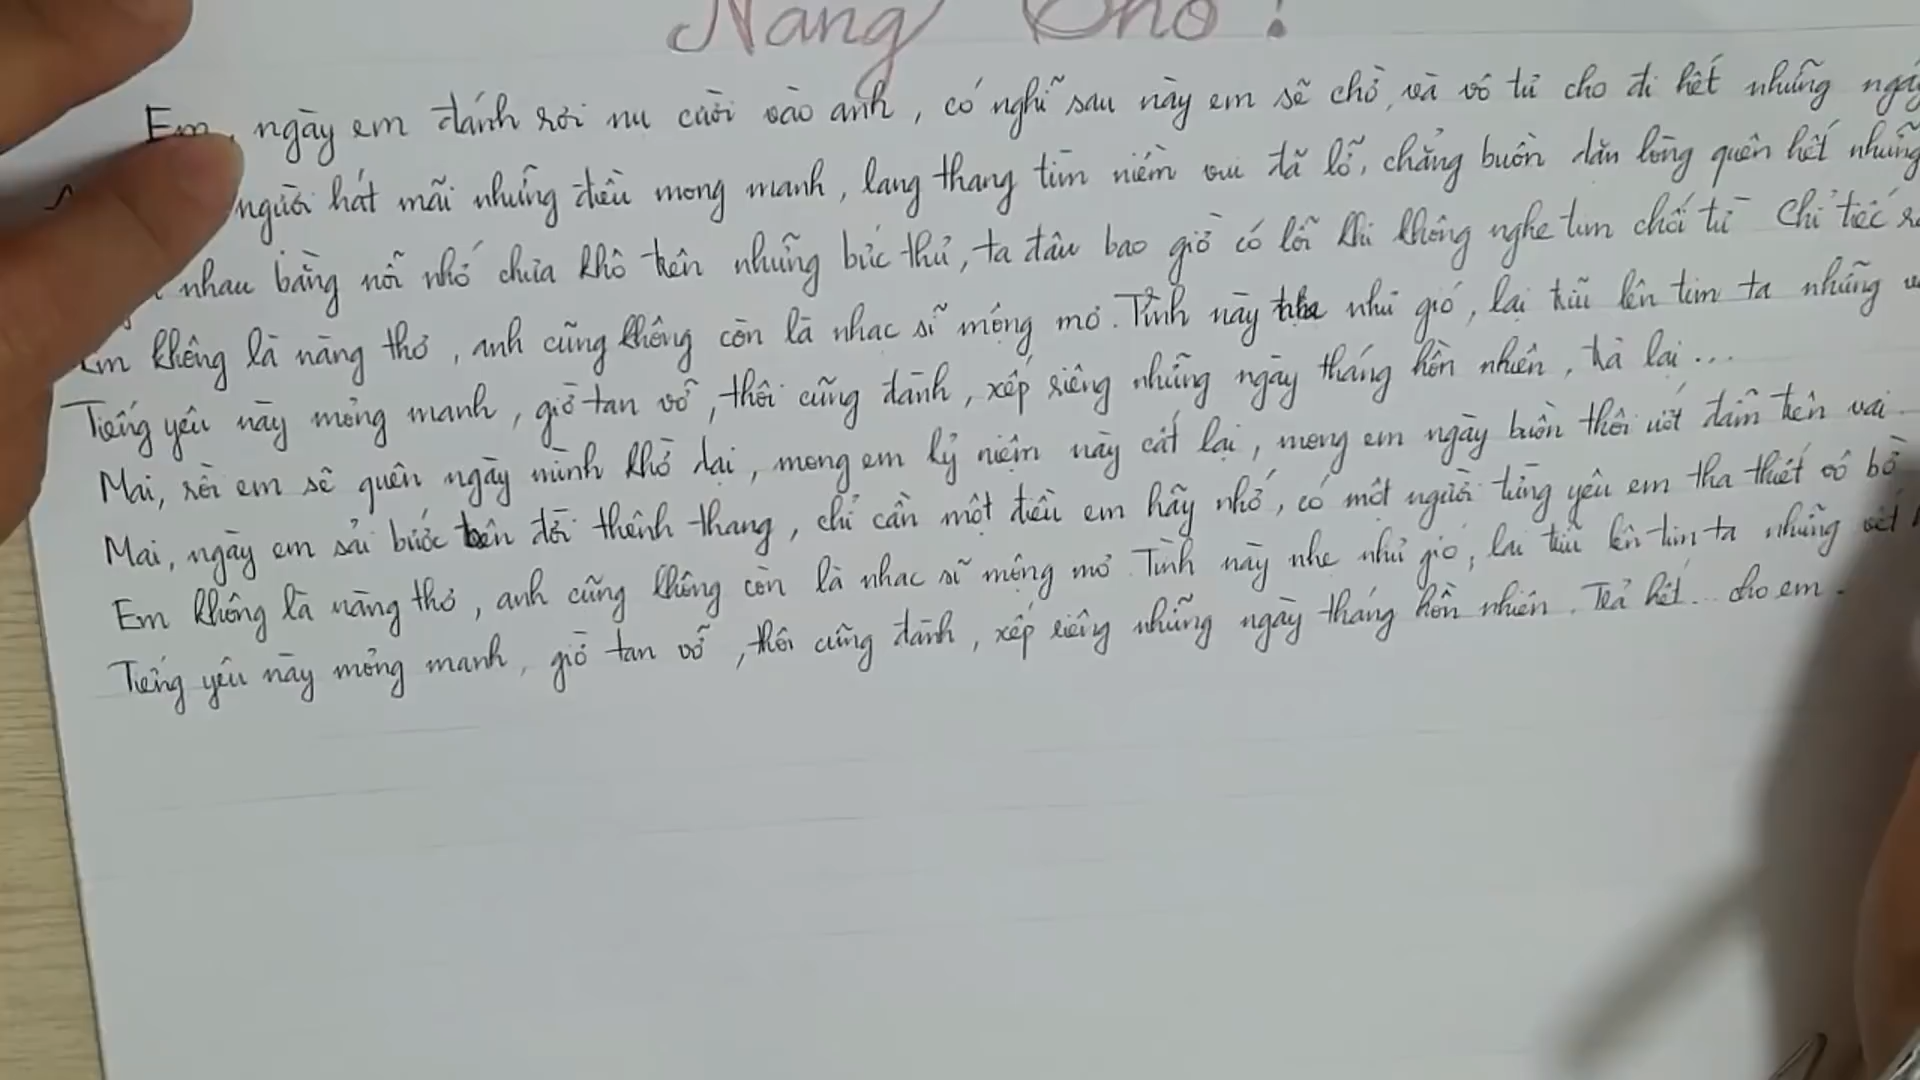 Nàng Thơ!
Em, ngày em đánh rơi nụ cười vào anh, có nghĩ sau này em sẽ chờ, và vô tư cho đi hết những ngày
người hát mãi những điều mong manh, lang thang tìm niềm vui đã lỡ, chẳng buồn dặn lòng quên hết những
nhau bằng nỗi nhớ chưa khô trên những bức thư, ta đâu bao giờ có lỗi khi không nghe tim chối từ Chỉ tiếc
Em không là nàng thơ, anh cũng không còn là nhạc sĩ mộng mơ. Tình này như gió, lại trĩu lên tim ta những
Tiếng yêu này mỏng manh, giờ tan vỡ, thôi cũng đành, xếp riêng những ngày tháng hồn nhiên, trả lại...
Mai, rồi em sẽ quên ngày mình khờ dại, mong em kỷ niệm này cất lại, mong em ngày buồn thôi ướt đẫm trên vai
Mai, ngày em sải bước bên đời thênh thang, chỉ cần một điều em hãy nhớ, có một người từng yêu em tha thiết vô bờ
Em không là nàng thơ, anh cũng không còn là nhạc sĩ mộng mơ. Tình này nhẹ như gió, lại trĩu lên tim ta những vết
Tiếng yêu này mỏng manh, giờ tan vỡ, thôi cũng đành, xếp riêng những ngày tháng hồn nhiên. Trả hết... cho em.